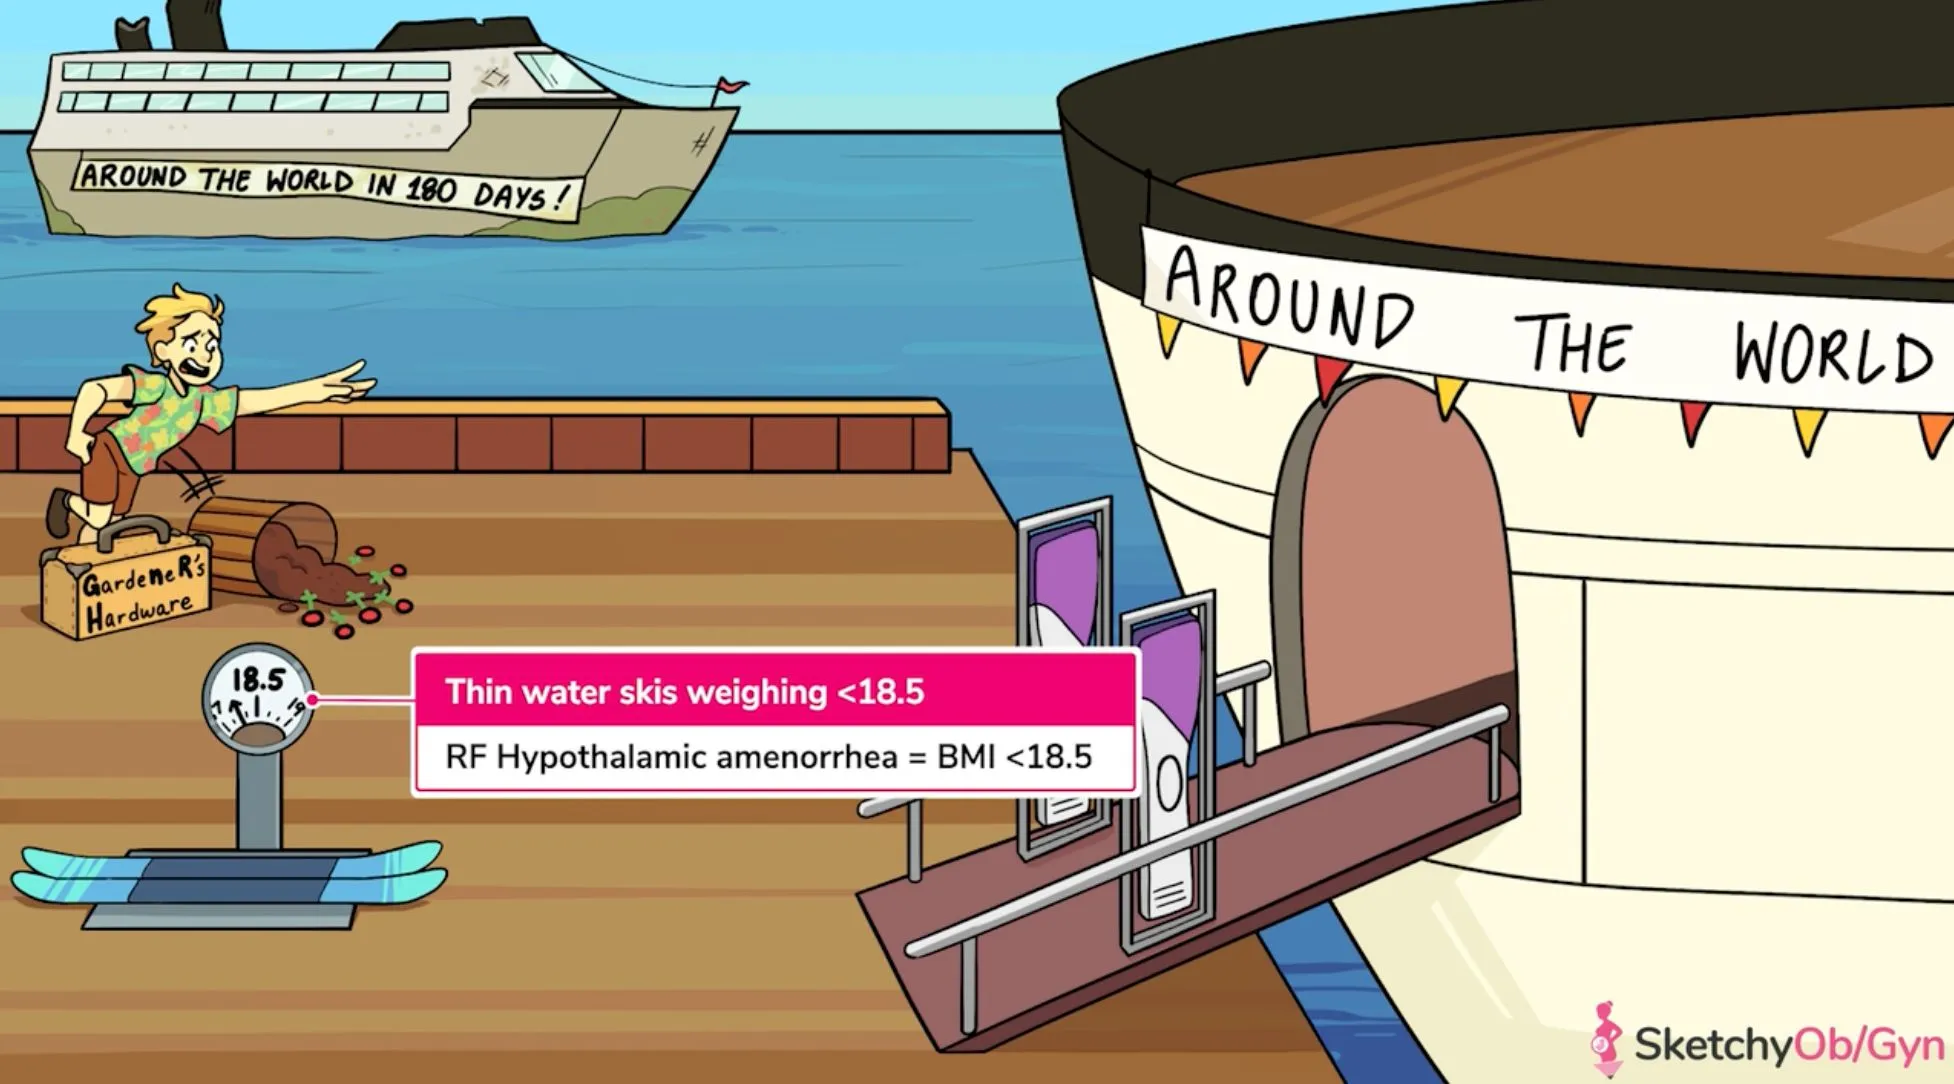 AROUND THE WORLD IN 180 DAYS!
AROUND THE WORLD
GardeNeR's
Hardware
18.5
19
Thin water skis weighing <18.5
RF Hypothalamic amenorrhea = BMI <18.5
SketchyOb/Gyn